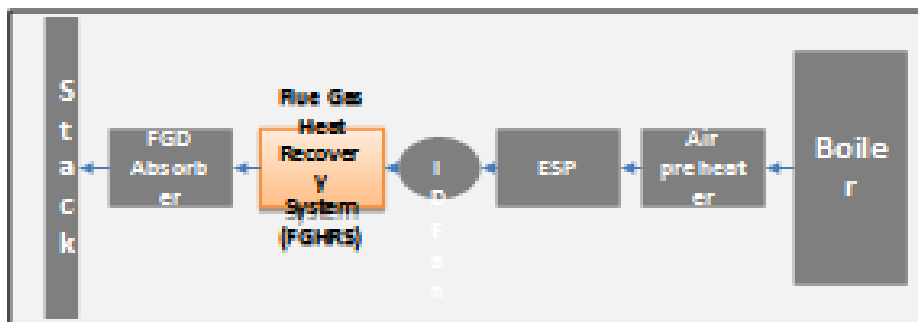 S
t
a
c
k
FGD
Absorb
er
Flue Gas
Heat
Recover
y
System
(FGHRS)
I
D
F
a
n
ESP
Air
preheat
er
Boile
r